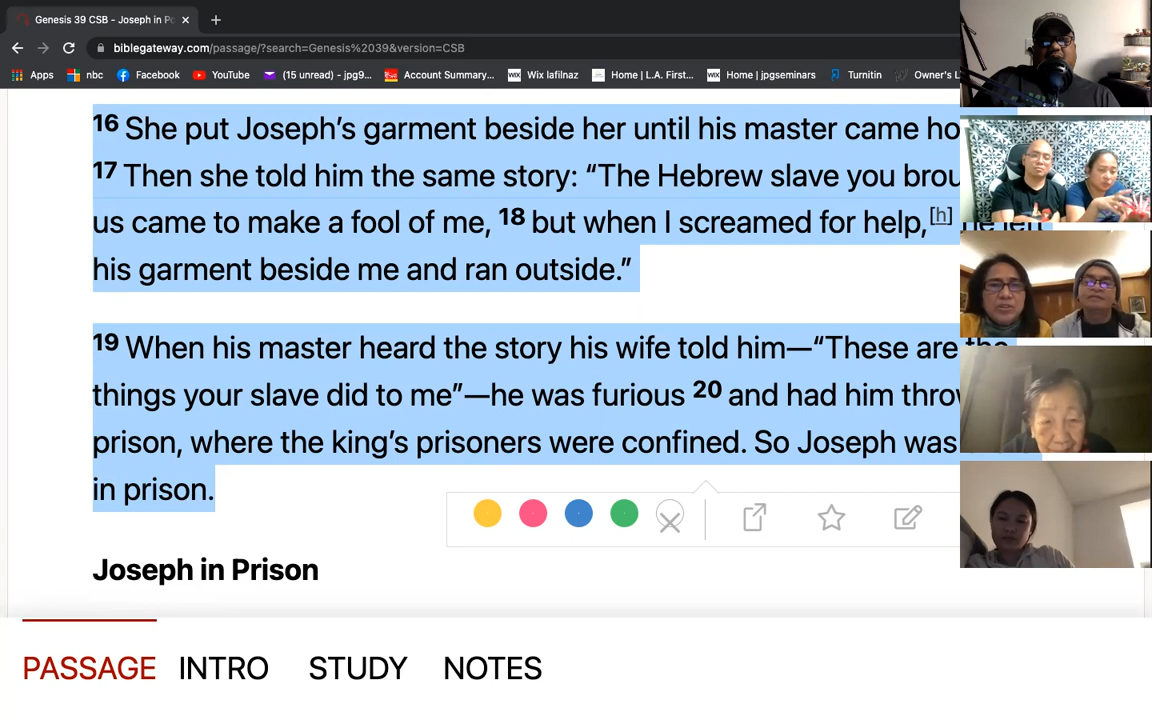 Genesis 39 CSB - Joseph in Po
biblegateway.com/passage/?search=Genesis%2039&version=CSB
Apps nbc Facebook YouTube (15 unread) - jpg9... Account Summary... Wix lafilnaz Home | L.A. First... Home | jpgseminars Turnitin Owner's L
16 She put Joseph’s garment beside her until his master came ho
17 Then she told him the same story: “The Hebrew slave you brou
us came to make a fool of me, 18 but when I screamed for help,[h] he left
his garment beside me and ran outside.”
19 When his master heard the story his wife told him—“These are the
things your slave did to me”—he was furious 20 and had him throw
prison, where the king’s prisoners were confined. So Joseph was
in prison.
Joseph in Prison
PASSAGE INTRO STUDY NOTES